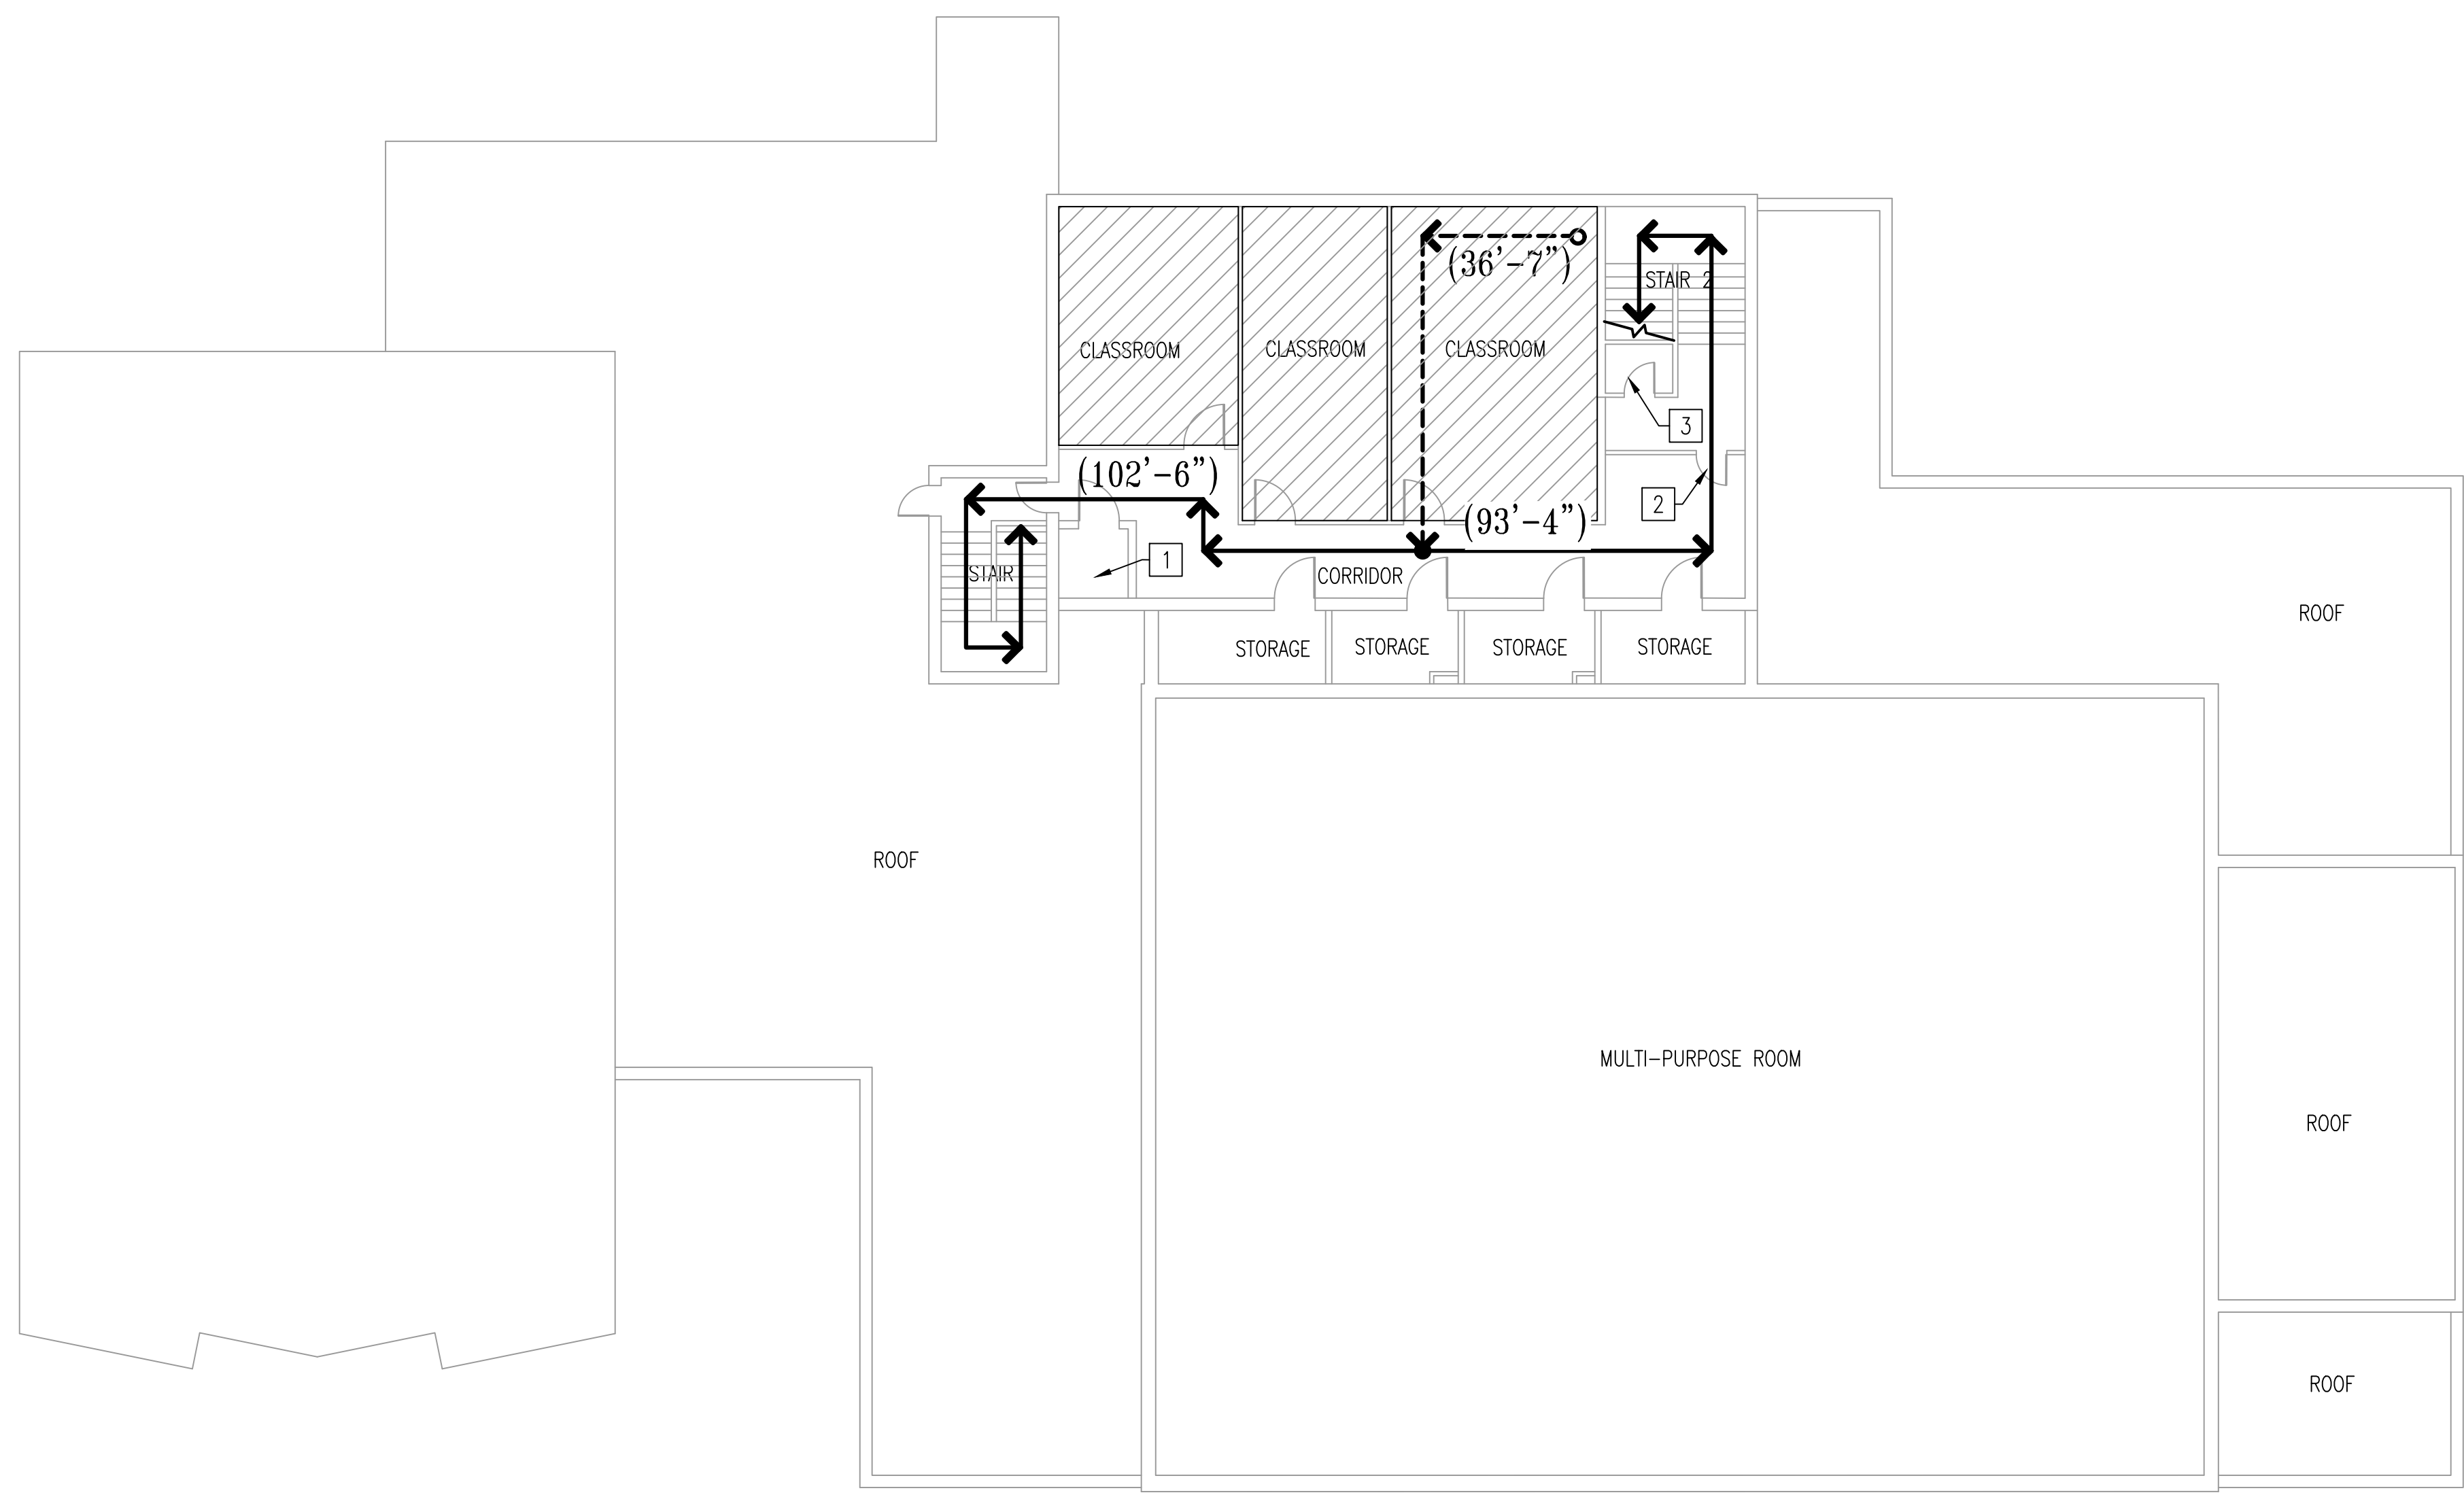 (36'-7")
STAIR 2
CLASSROOM
CLASSROOM
CLASSROOM
3
(102'-6")
2
(93'-4")
1
STAIR
CORRIDOR
ROOF
STORAGE
STORAGE
STORAGE
STORAGE
ROOF
MULTI-PURPOSE ROOM
ROOF
ROOF